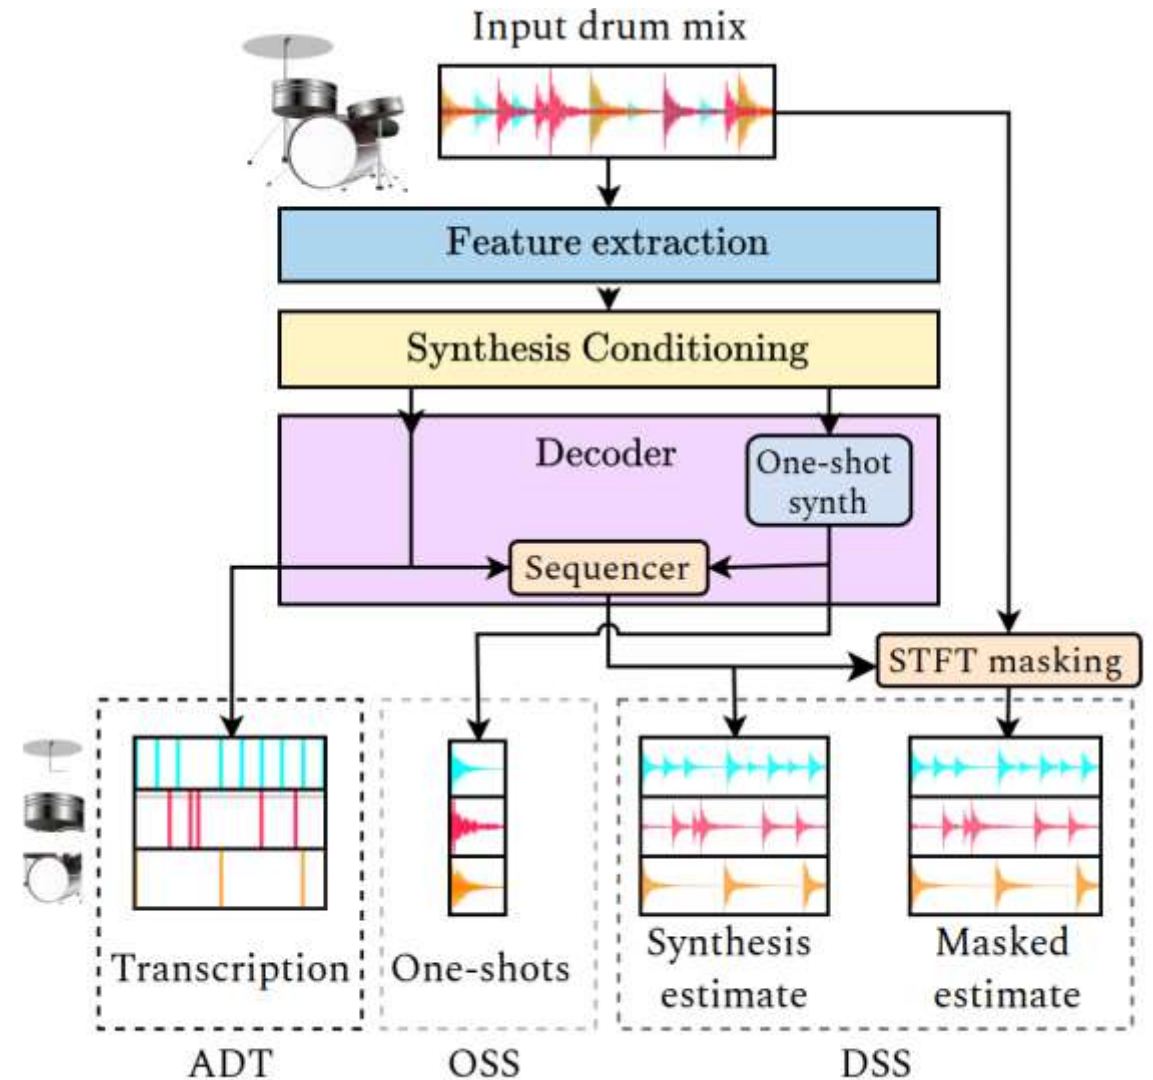 Input drum mix
Feature extraction
Synthesis Conditioning
Decoder
One-shot
synth
Sequencer
STFT masking
Transcription
One-shots
Synthesis
estimate
Masked
estimate
ADT
OSS
DSS